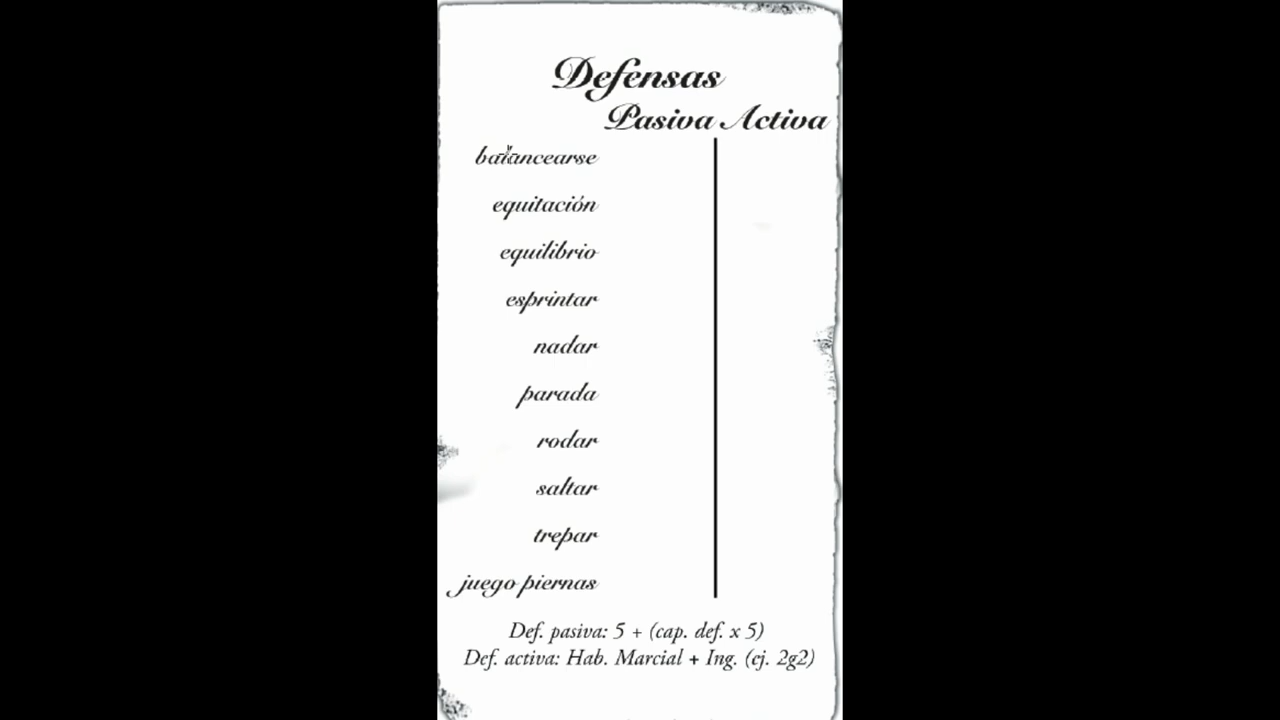 Defensas
Pasiva Activa
balancearse
equitación
equilibrio
esprintar
nadar
parada
rodar
saltar
trepar
juego piernas
Def. pasiva: 5 + (cap. def. x 5)
Def. activa: Hab. Marcial + Ing. (ej. 2g2)